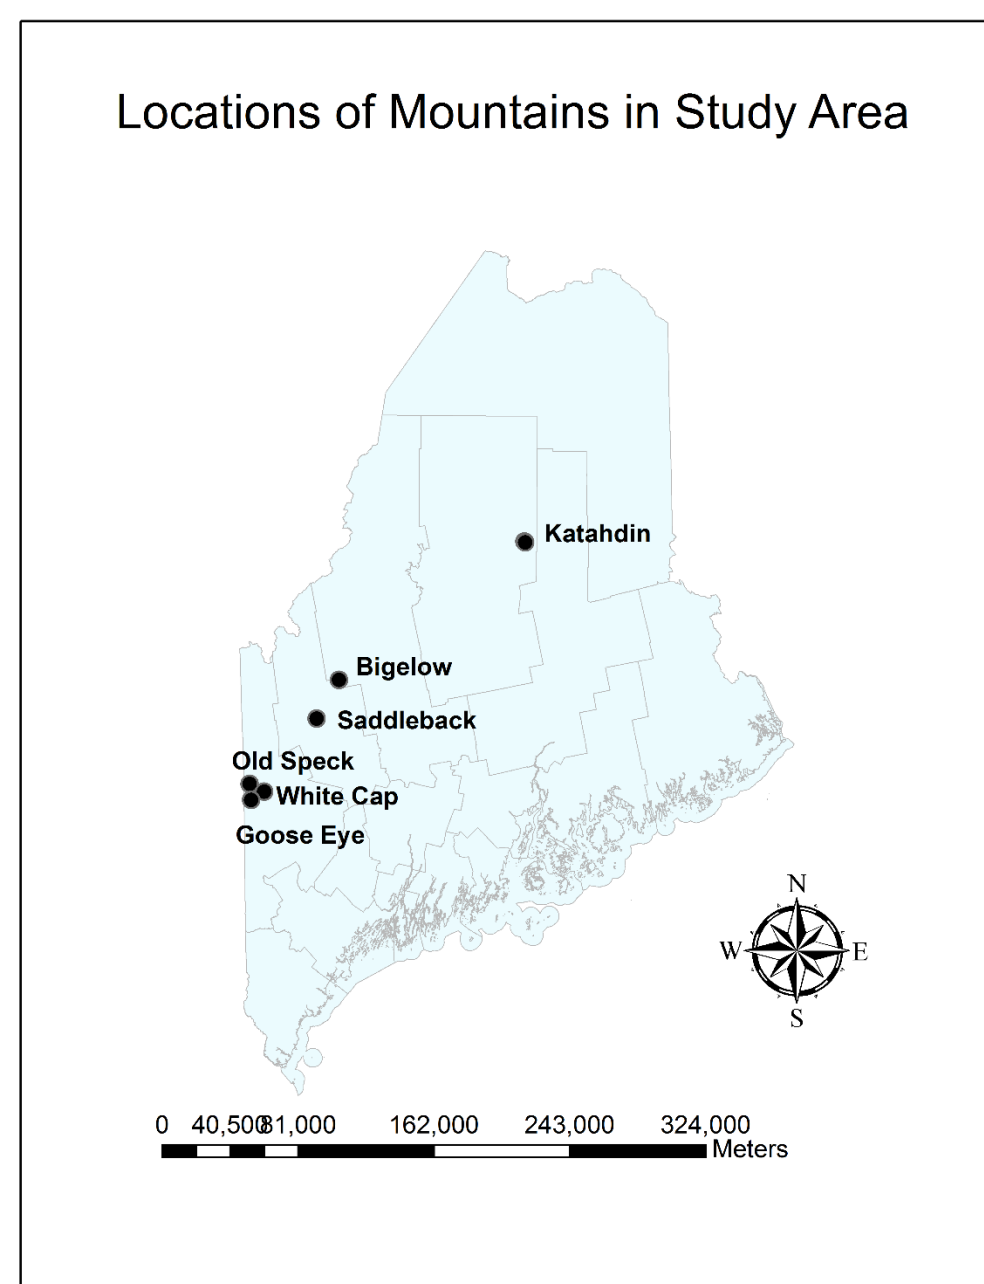 Locations of Mountains in Study Area
Katahdin
Bigelow
Saddleback
Old Speck
White Cap
Goose Eye
N
W E
S
0 40,500 81,000 162,000 243,000 324,000
Meters